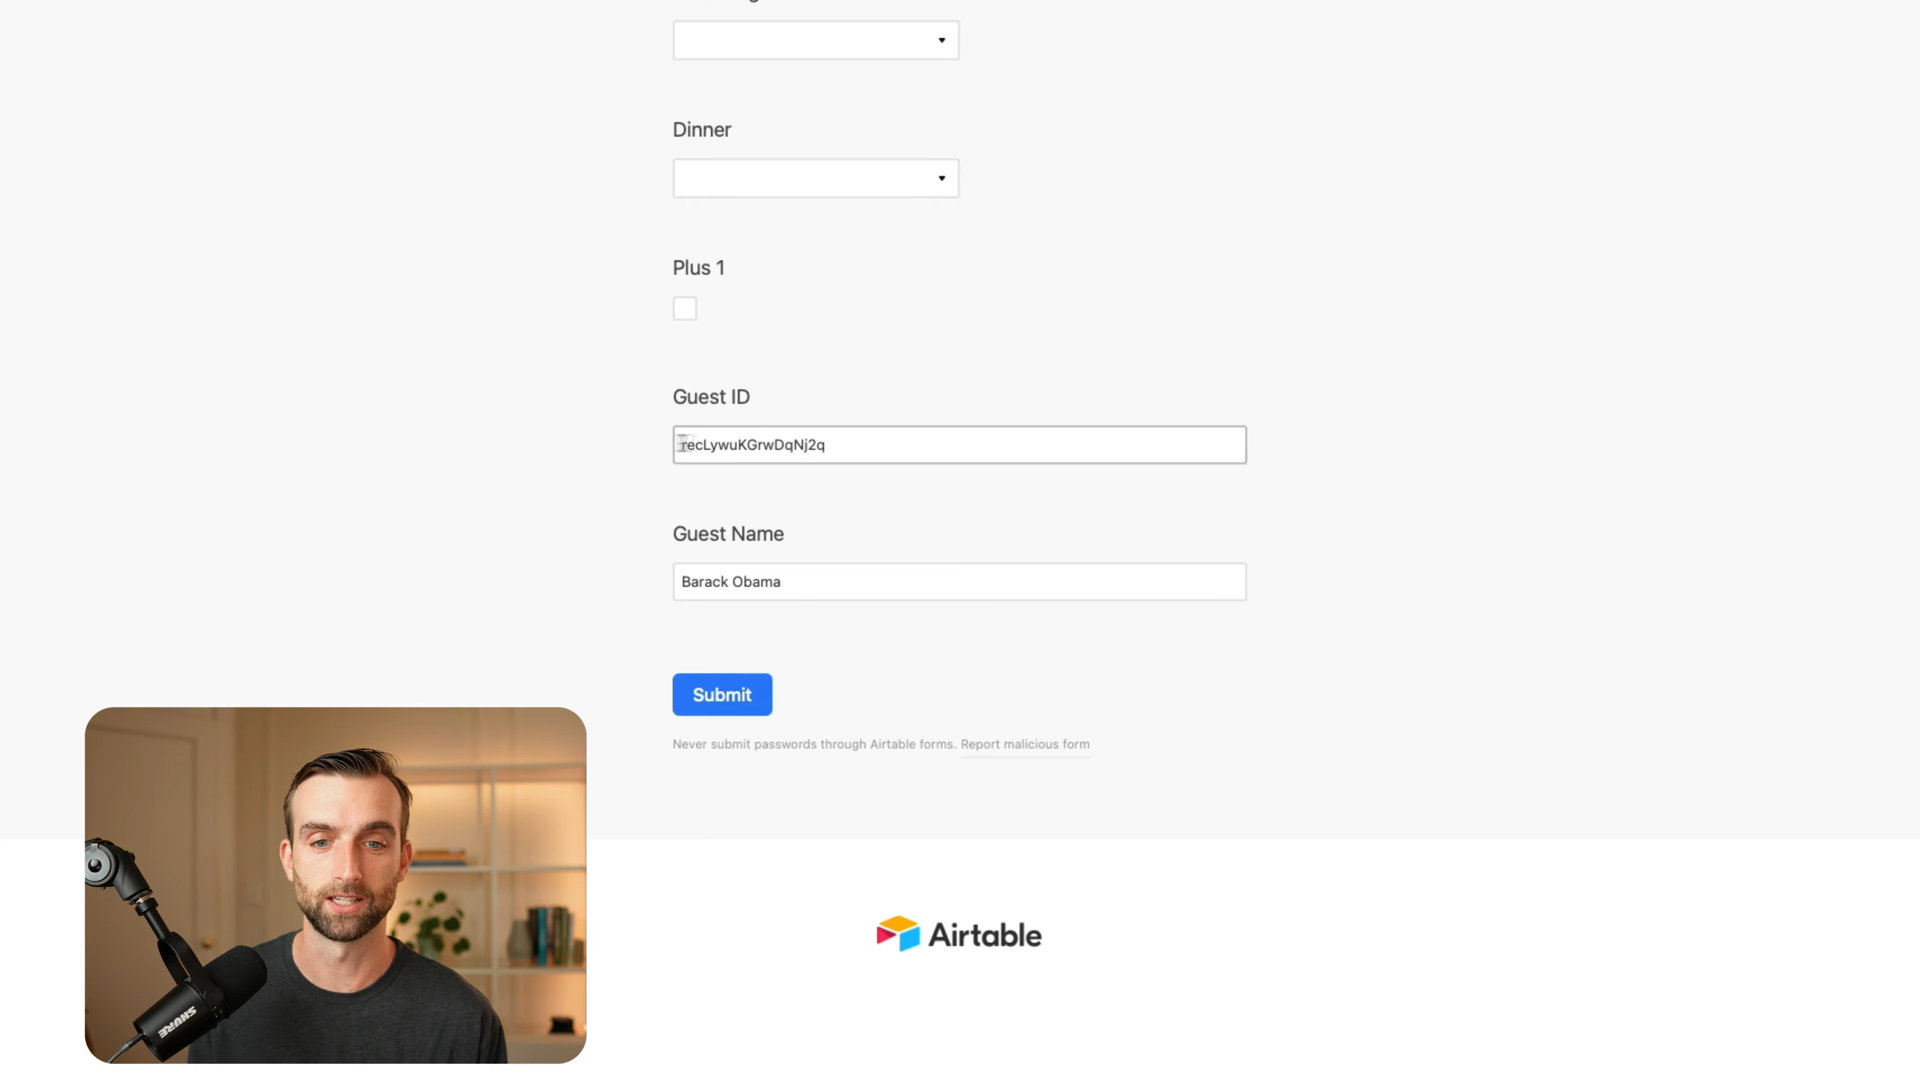 Dinner
Plus 1
Guest ID
recLywuKGrwDqNj2q
Guest Name
Barack Obama
Submit
Never submit passwords through Airtable forms. Report malicious form
Airtable
SHURE